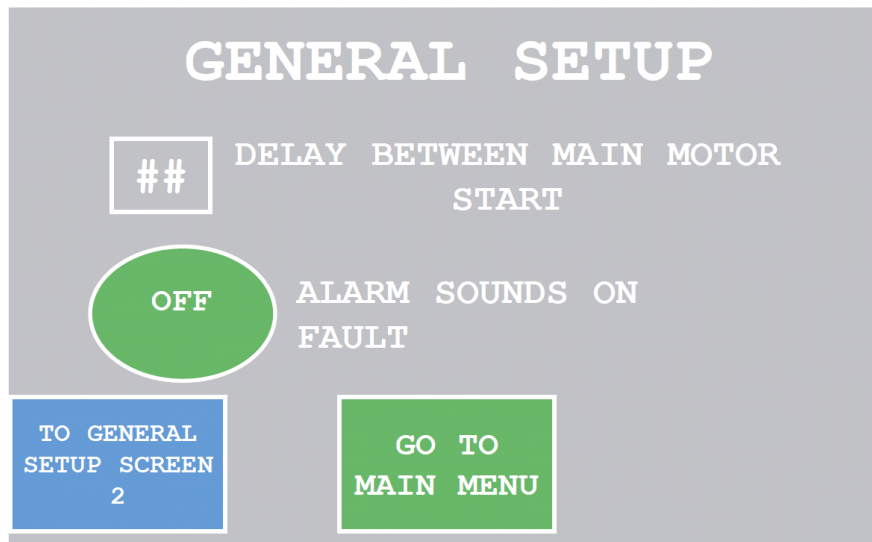 GENERAL SETUP
##
DELAY BETWEEN MAIN MOTOR
START
OFF
ALARM SOUNDS ON
FAULT
TO GENERAL
SETUP SCREEN
2
GO TO
MAIN MENU